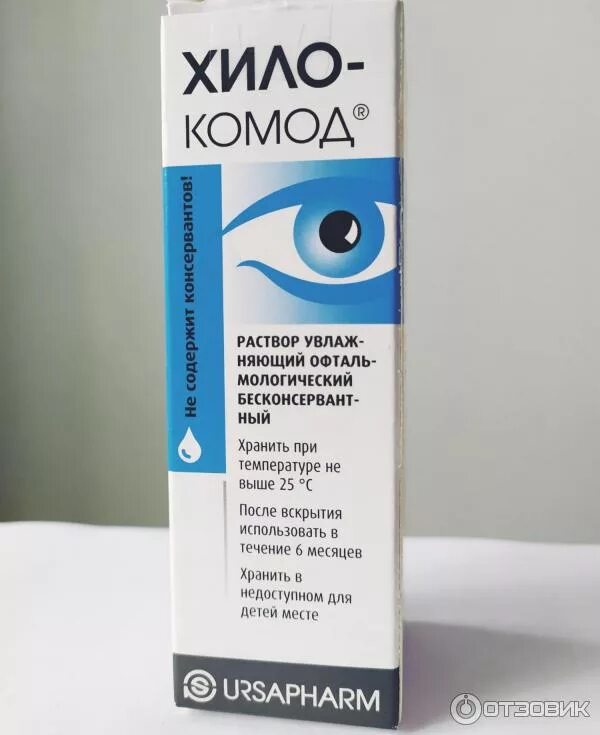 ХИЛО-
КОМОД®
Не содержит консервантов!
РАСТВОР УВЛАЖ-
НЯЮЩИЙ ОФТАЛЬ-
МОЛОГИЧЕСКИЙ
БЕСКОНСЕРВАНТ-
НЫЙ
Хранить при
температуре не
выше 25 °C
После вскрытия
использовать в
течение 6 месяцев
Хранить в
недоступном для
детей месте
URSAPHARM
ОТЗОВИК